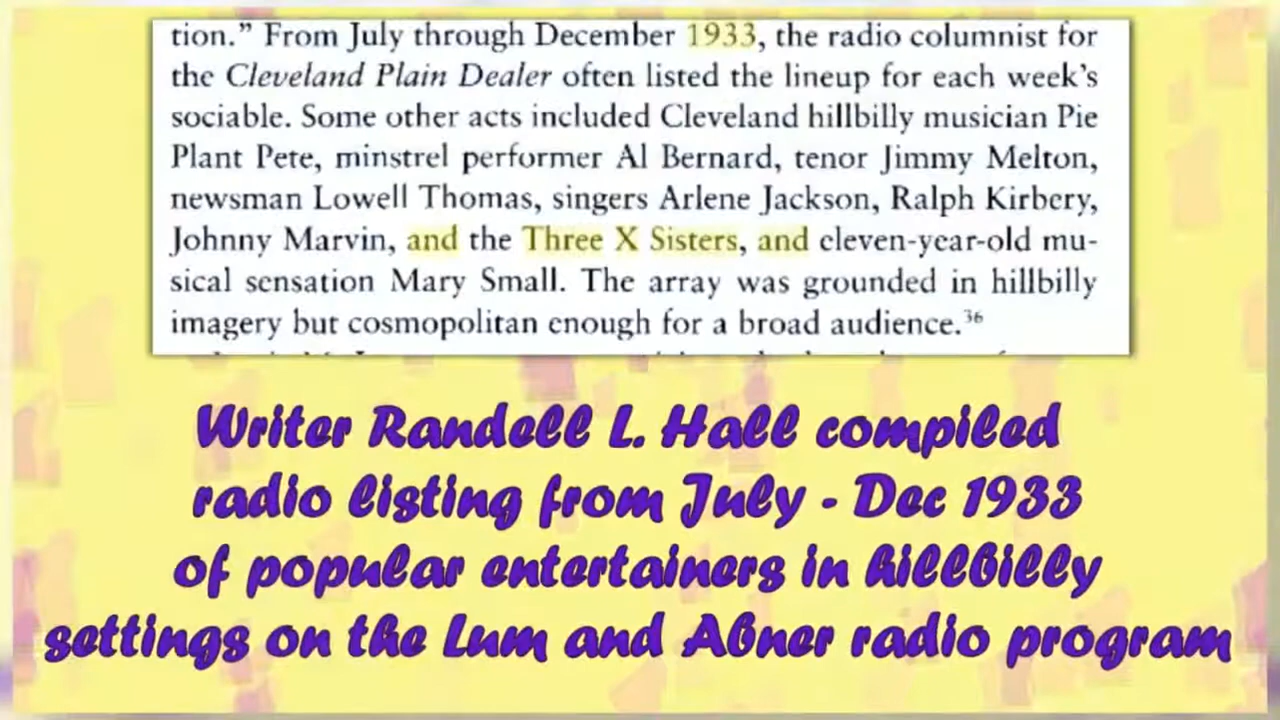 tion.” From July through December 1933, the radio columnist for
the Cleveland Plain Dealer often listed the lineup for each week’s
sociable. Some other acts included Cleveland hillbilly musician Pie
Plant Pete, minstrel performer Al Bernard, tenor Jimmy Melton,
newsman Lowell Thomas, singers Arlene Jackson, Ralph Kirbery,
Johnny Marvin, and the Three X Sisters, and eleven-year-old mu-
sical sensation Mary Small. The array was grounded in hillbilly
imagery but cosmopolitan enough for a broad audience.36
Writer Randell L. Hall compiled
radio listing from July - Dec 1933
of popular entertainers in hillbilly
settings on the Lum and Abner radio program